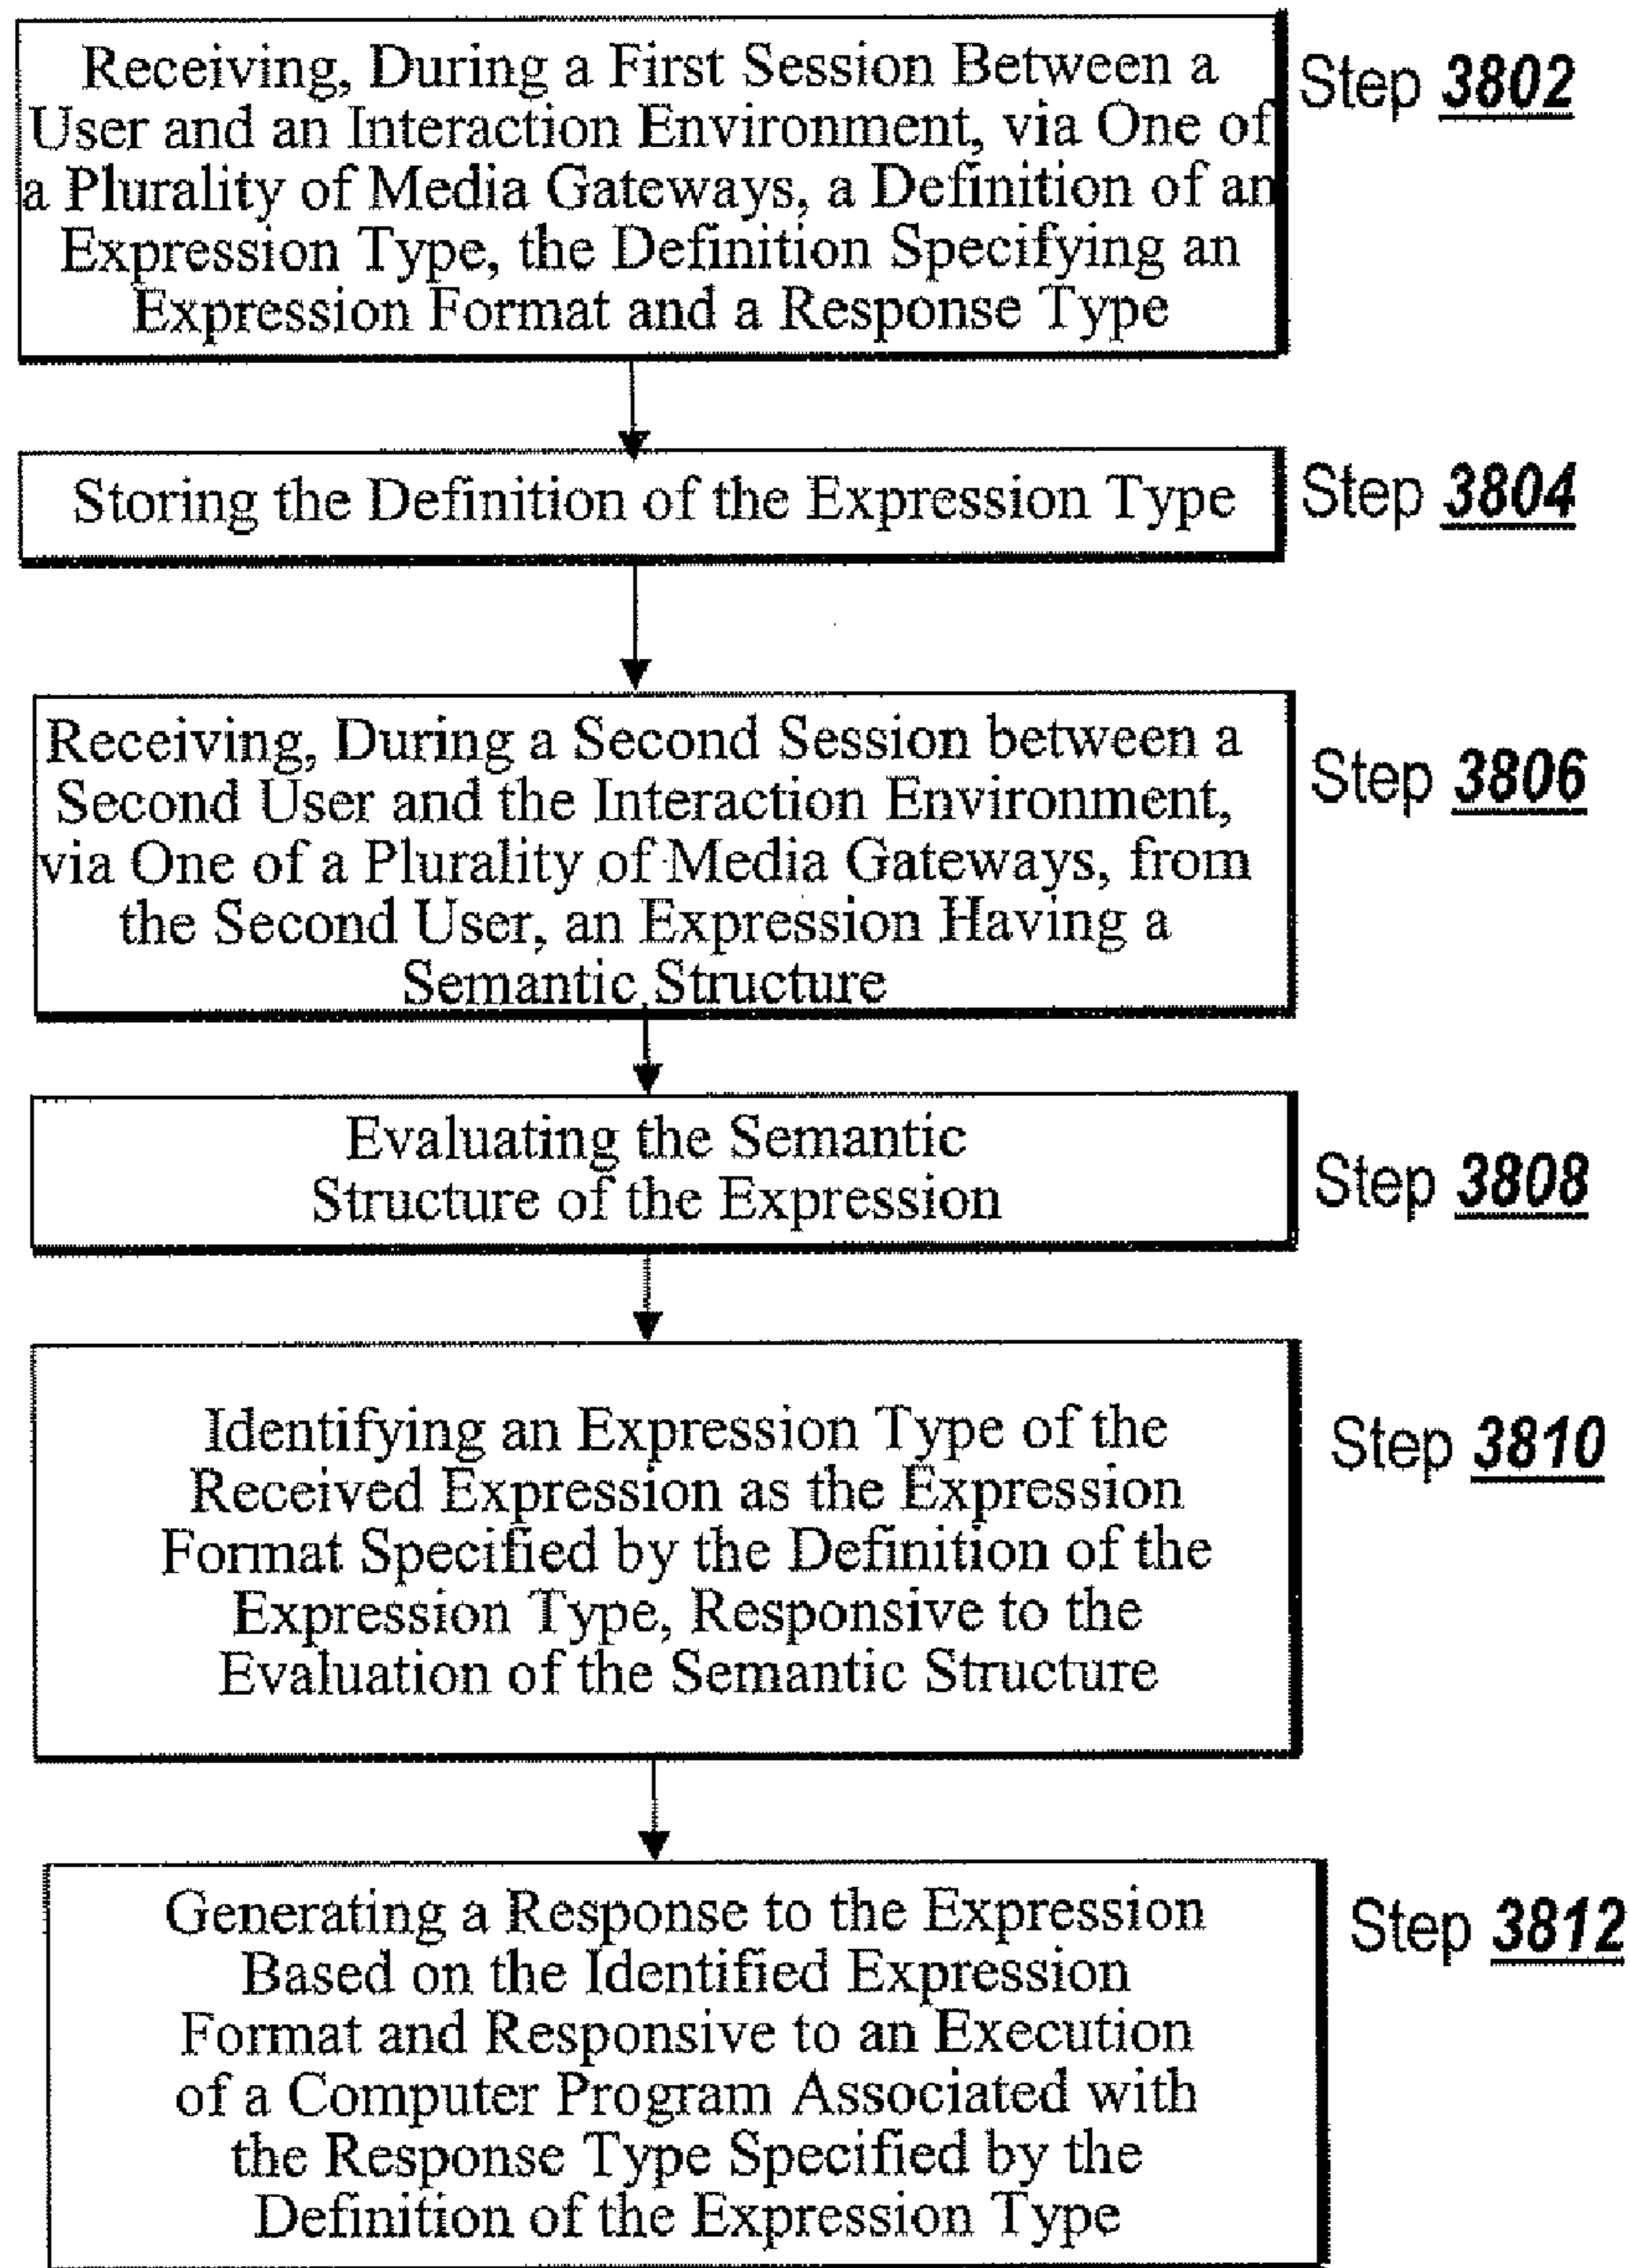 Receiving, During a First Session Between a
User and an Interaction Environment, via One of
a Plurality of Media Gateways, a Definition of an
Expression Type, the Definition Specifying an
Expression Format and a Response Type
Step 3802
Storing the Definition of the Expression Type
Step 3804
Receiving, During a Second Session between a
Second User and the Interaction Environment,
via One of a Plurality of Media Gateways, from
the Second User, an Expression Having a
Semantic Structure
Step 3806
Evaluating the Semantic
Structure of the Expression
Step 3808
Identifying an Expression Type of the
Received Expression as the Expression
Format Specified by the Definition of the
Expression Type, Responsive to the
Evaluation of the Semantic Structure
Step 3810
Generating a Response to the Expression
Based on the Identified Expression
Format and Responsive to an Execution
of a Computer Program Associated with
the Response Type Specified by the
Definition of the Expression Type
Step 3812